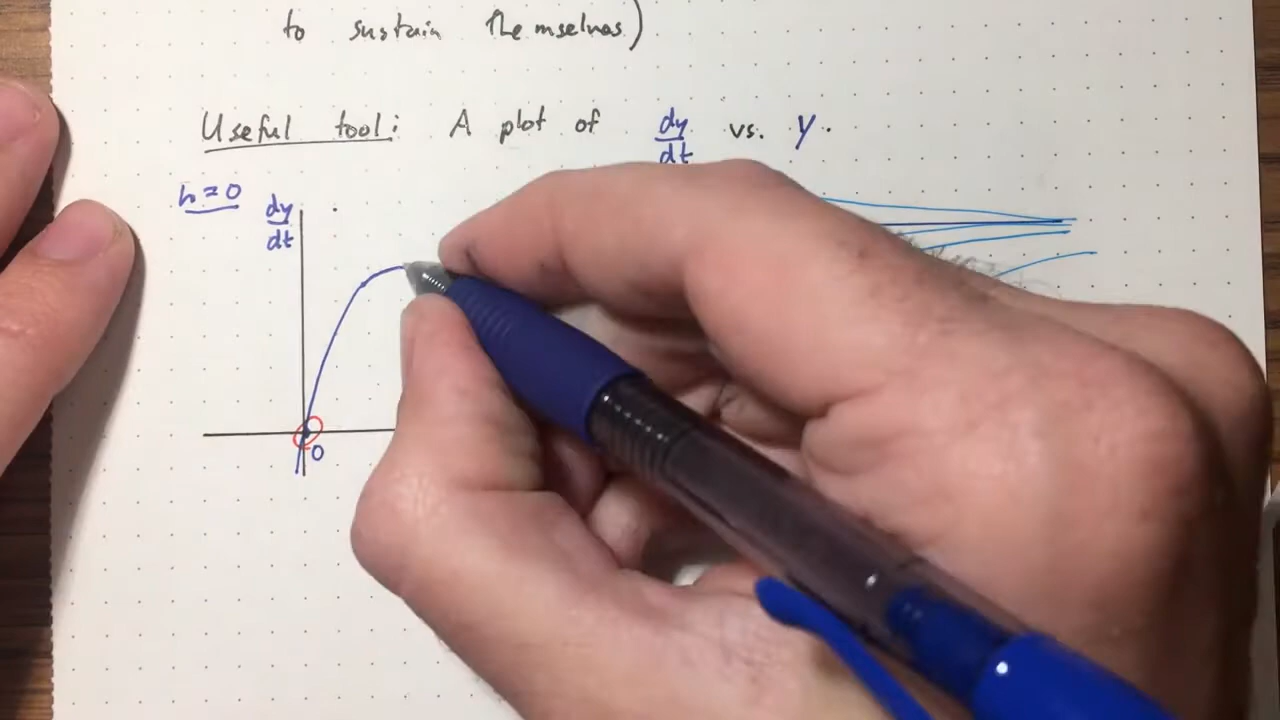 to sustain themselves)
Useful tool: A plot of dy/dt vs. y.
h=0
dy/dt
0